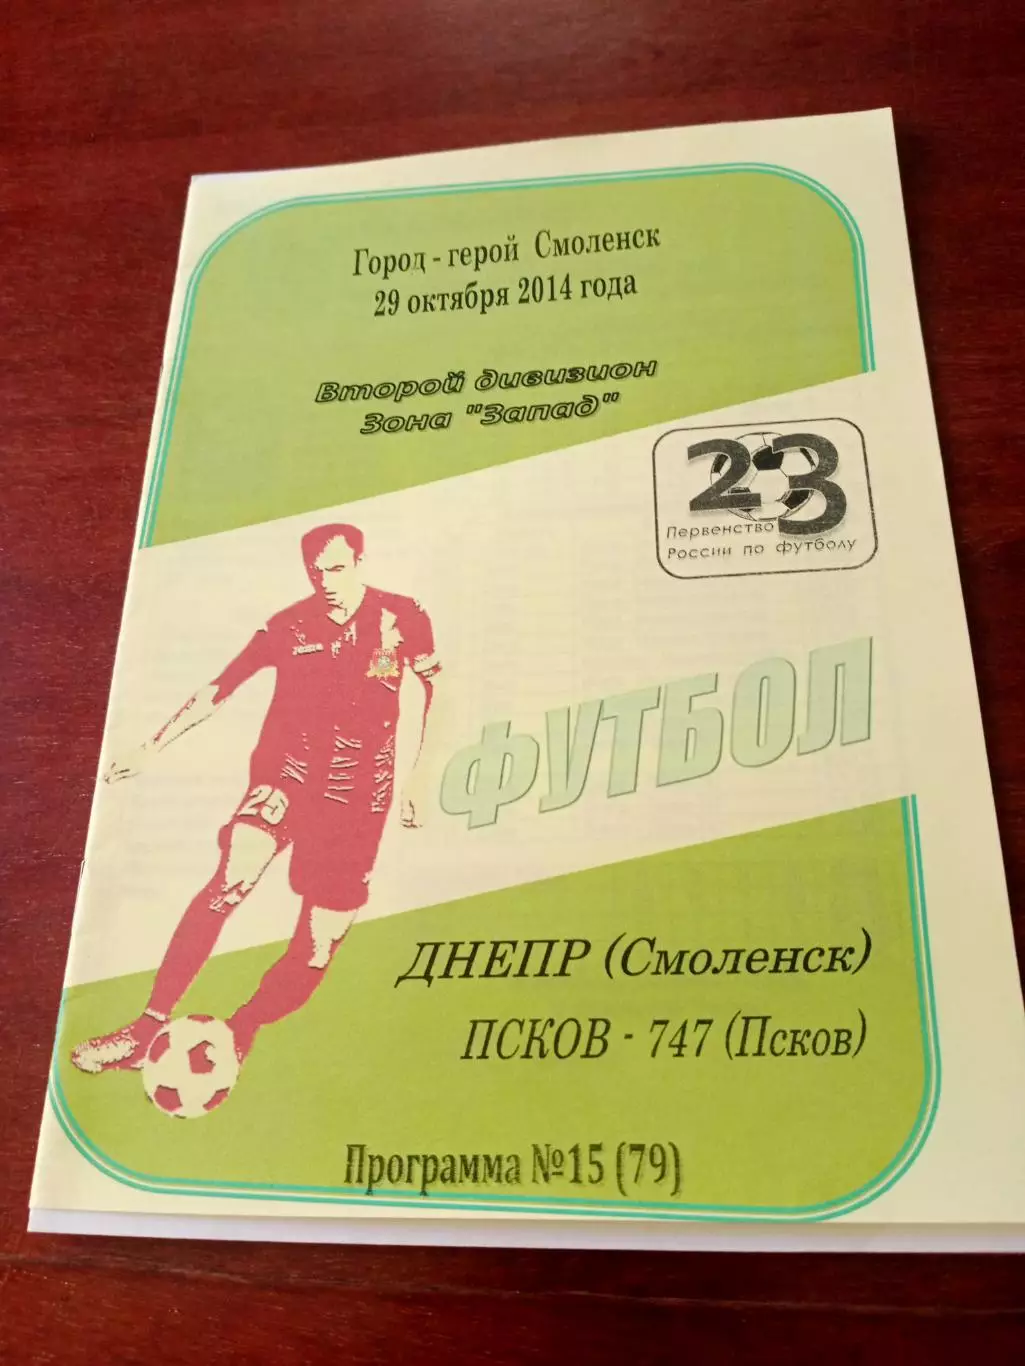 Город - герой Смоленск
29 октября 2014 года
Второй дивизион
Зона "Запад"
23
Первенство
России по футболу
ФУТБОЛ
25
ДНЕПР (Смоленск)
ПСКОВ - 747 (Псков)
Программа №15 (79)